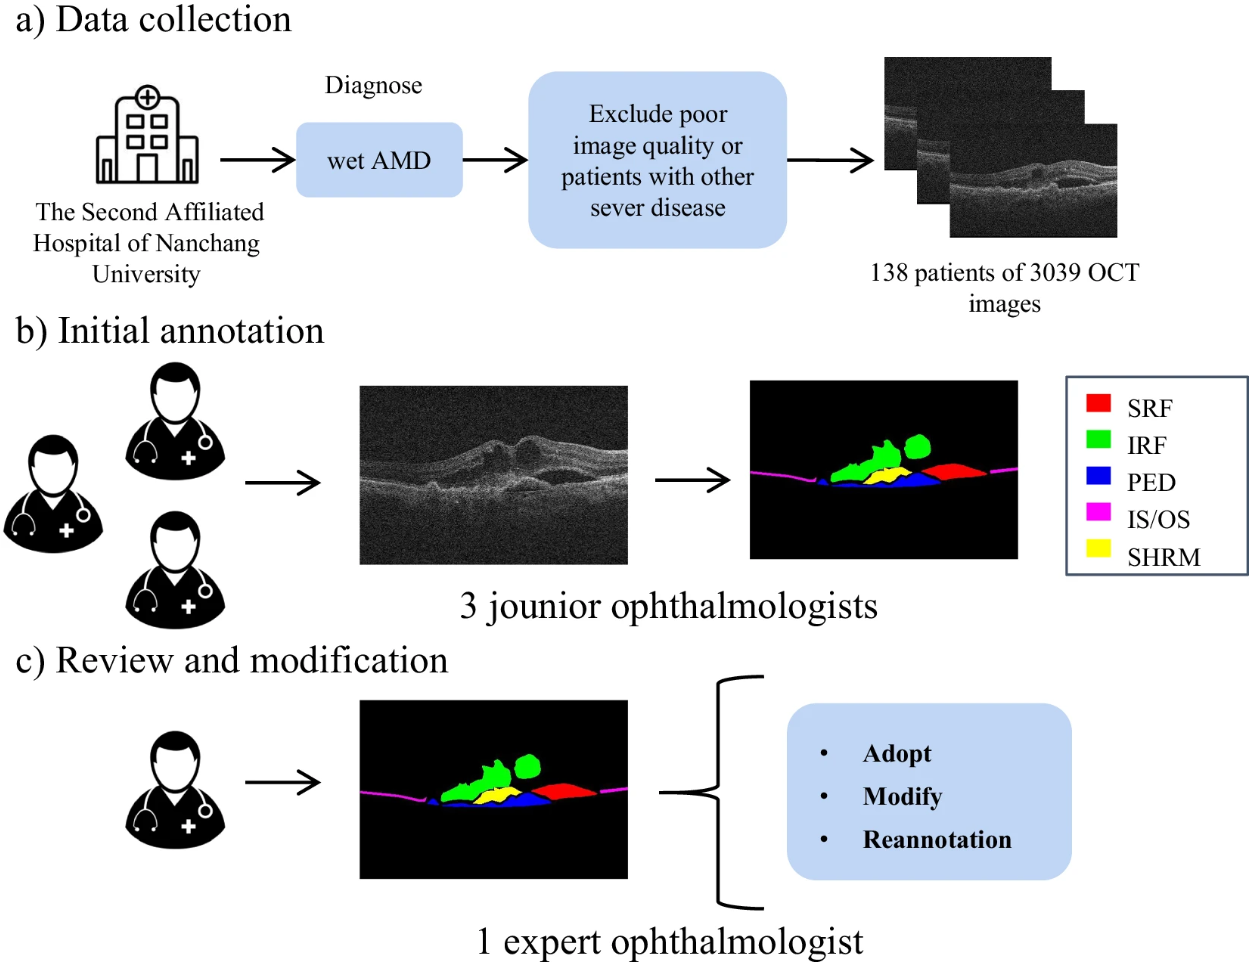 a) Data collection
Diagnose
wet AMD
Exclude poor
image quality or
patients with other
sever disease
The Second Affiliated
Hospital of Nanchang
University
138 patients of 3039 OCT
images
b) Initial annotation
SRF
IRF
PED
IS/OS
SHRM
3 jounior ophthalmologists
c) Review and modification
• Adopt
• Modify
• Reannotation
1 expert ophthalmologist